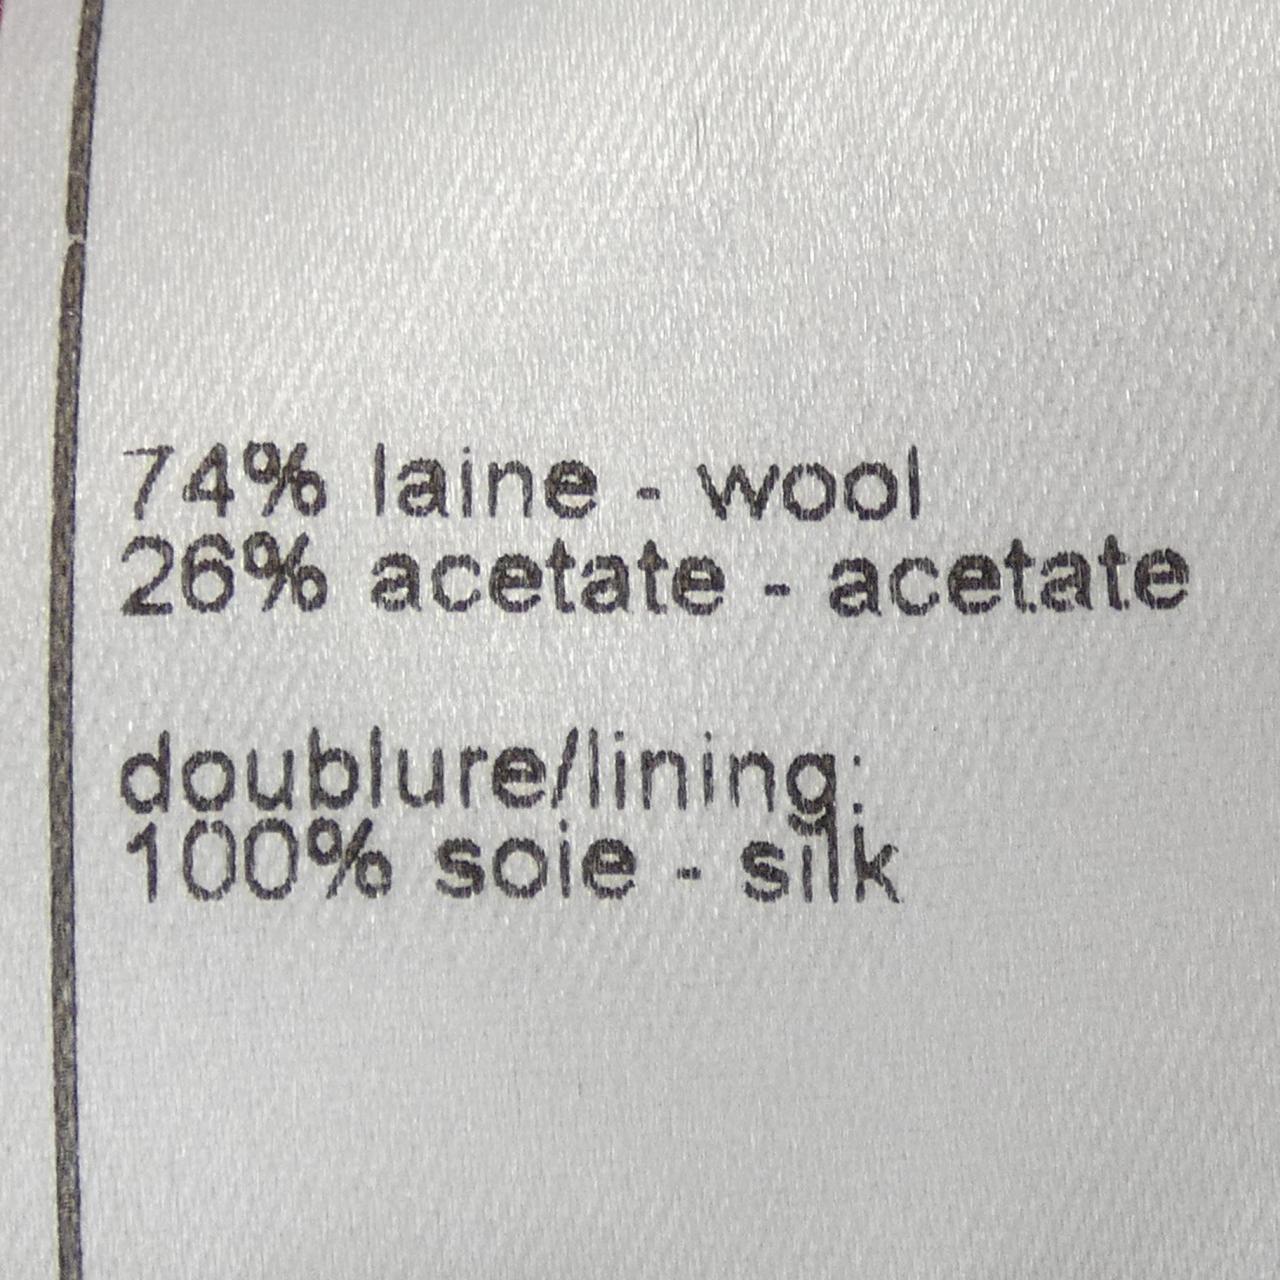 74% laine - wool
26% acetate - acetate
doublure/lining:
100% soie - silk